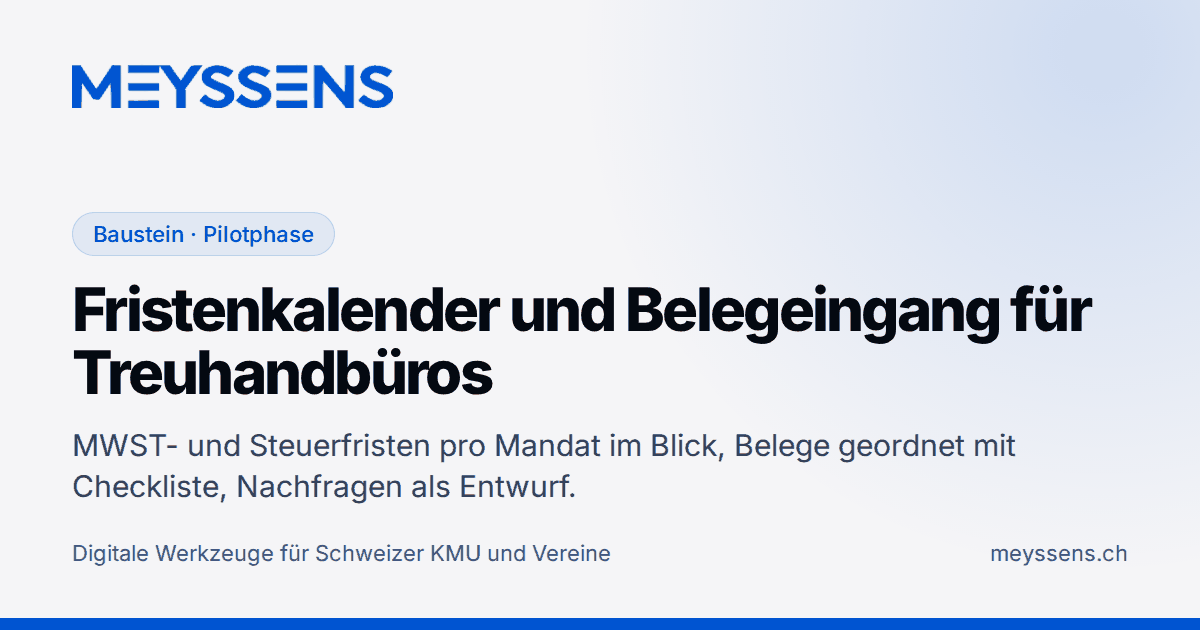 MEYSSENS
Baustein · Pilotphase
Fristenkalender und Belegeingang für
Treuhandbüros
MWST- und Steuerfristen pro Mandat im Blick, Belege geordnet mit
Checkliste, Nachfragen als Entwurf.
Digitale Werkzeuge für Schweizer KMU und Vereine
meyssens.ch